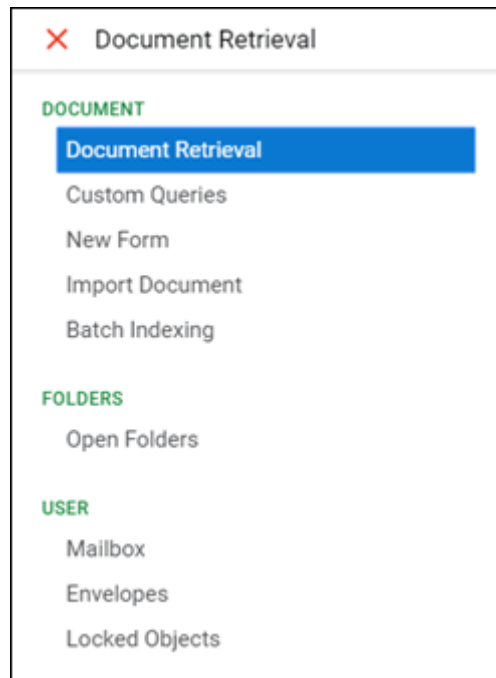 Document Retrieval
DOCUMENT
Document Retrieval
Custom Queries
New Form
Import Document
Batch Indexing
FOLDERS
Open Folders
USER
Mailbox
Envelopes
Locked Objects